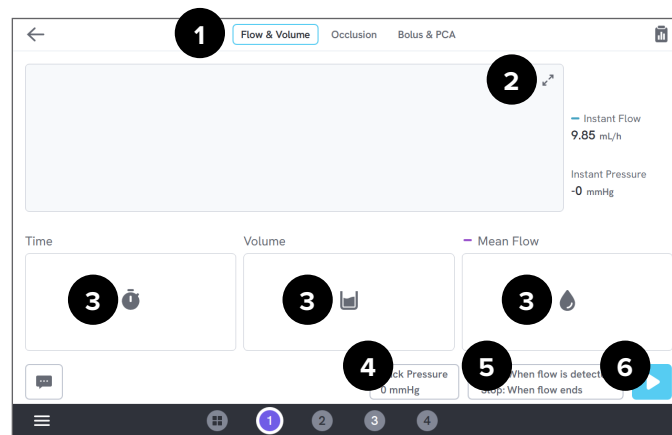 1 Flow & Volume Occlusion Bolus & PCA
2
Instant Flow
9.85 mL/h
Instant Pressure
-0 mmHg
Time Volume Mean Flow
3 3 3
4 5 6
Pressure When flow is
0 mmHg Stop: When flow ends
1 2 3 4